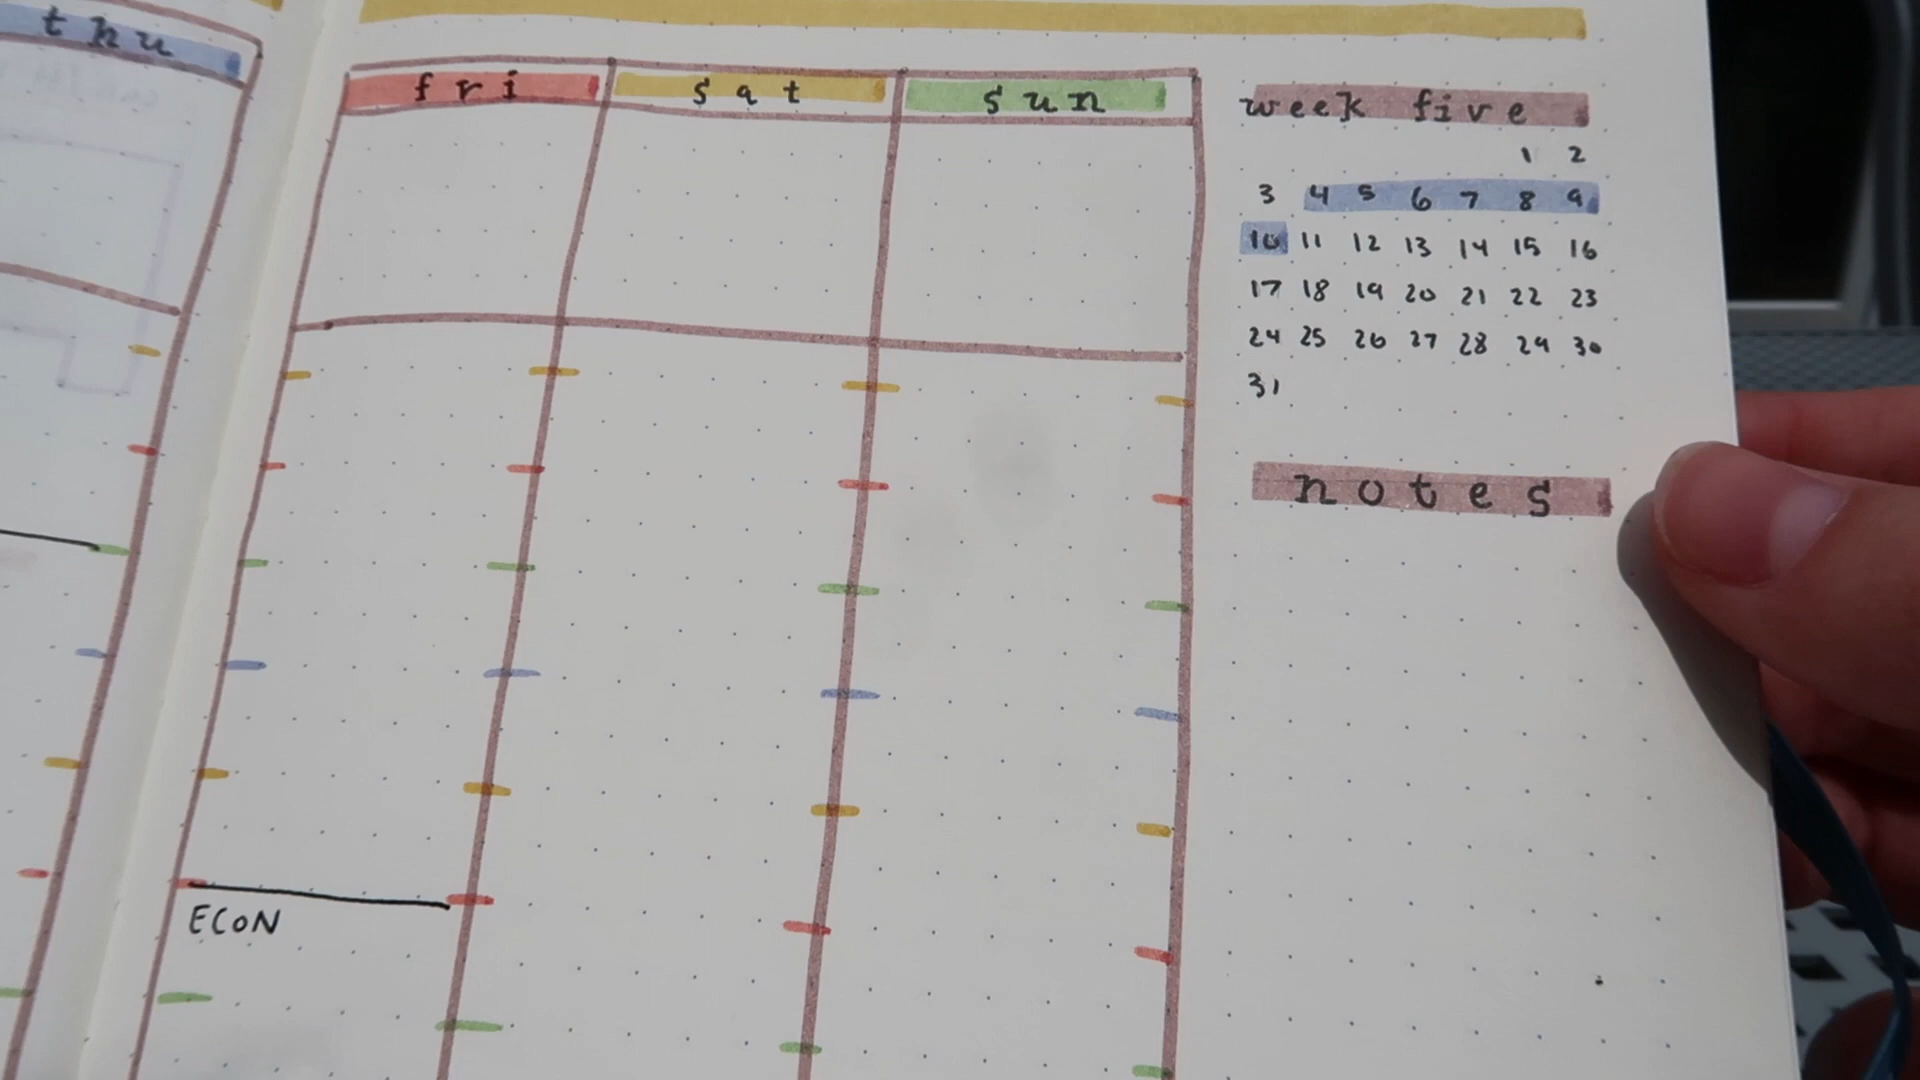 thu
fri sat sun
week five
1 2
3 4 5 6 7 8 9
10 11 12 13 14 15 16
17 18 19 20 21 22 23
24 25 26 27 28 29 30
31
notes
ECON